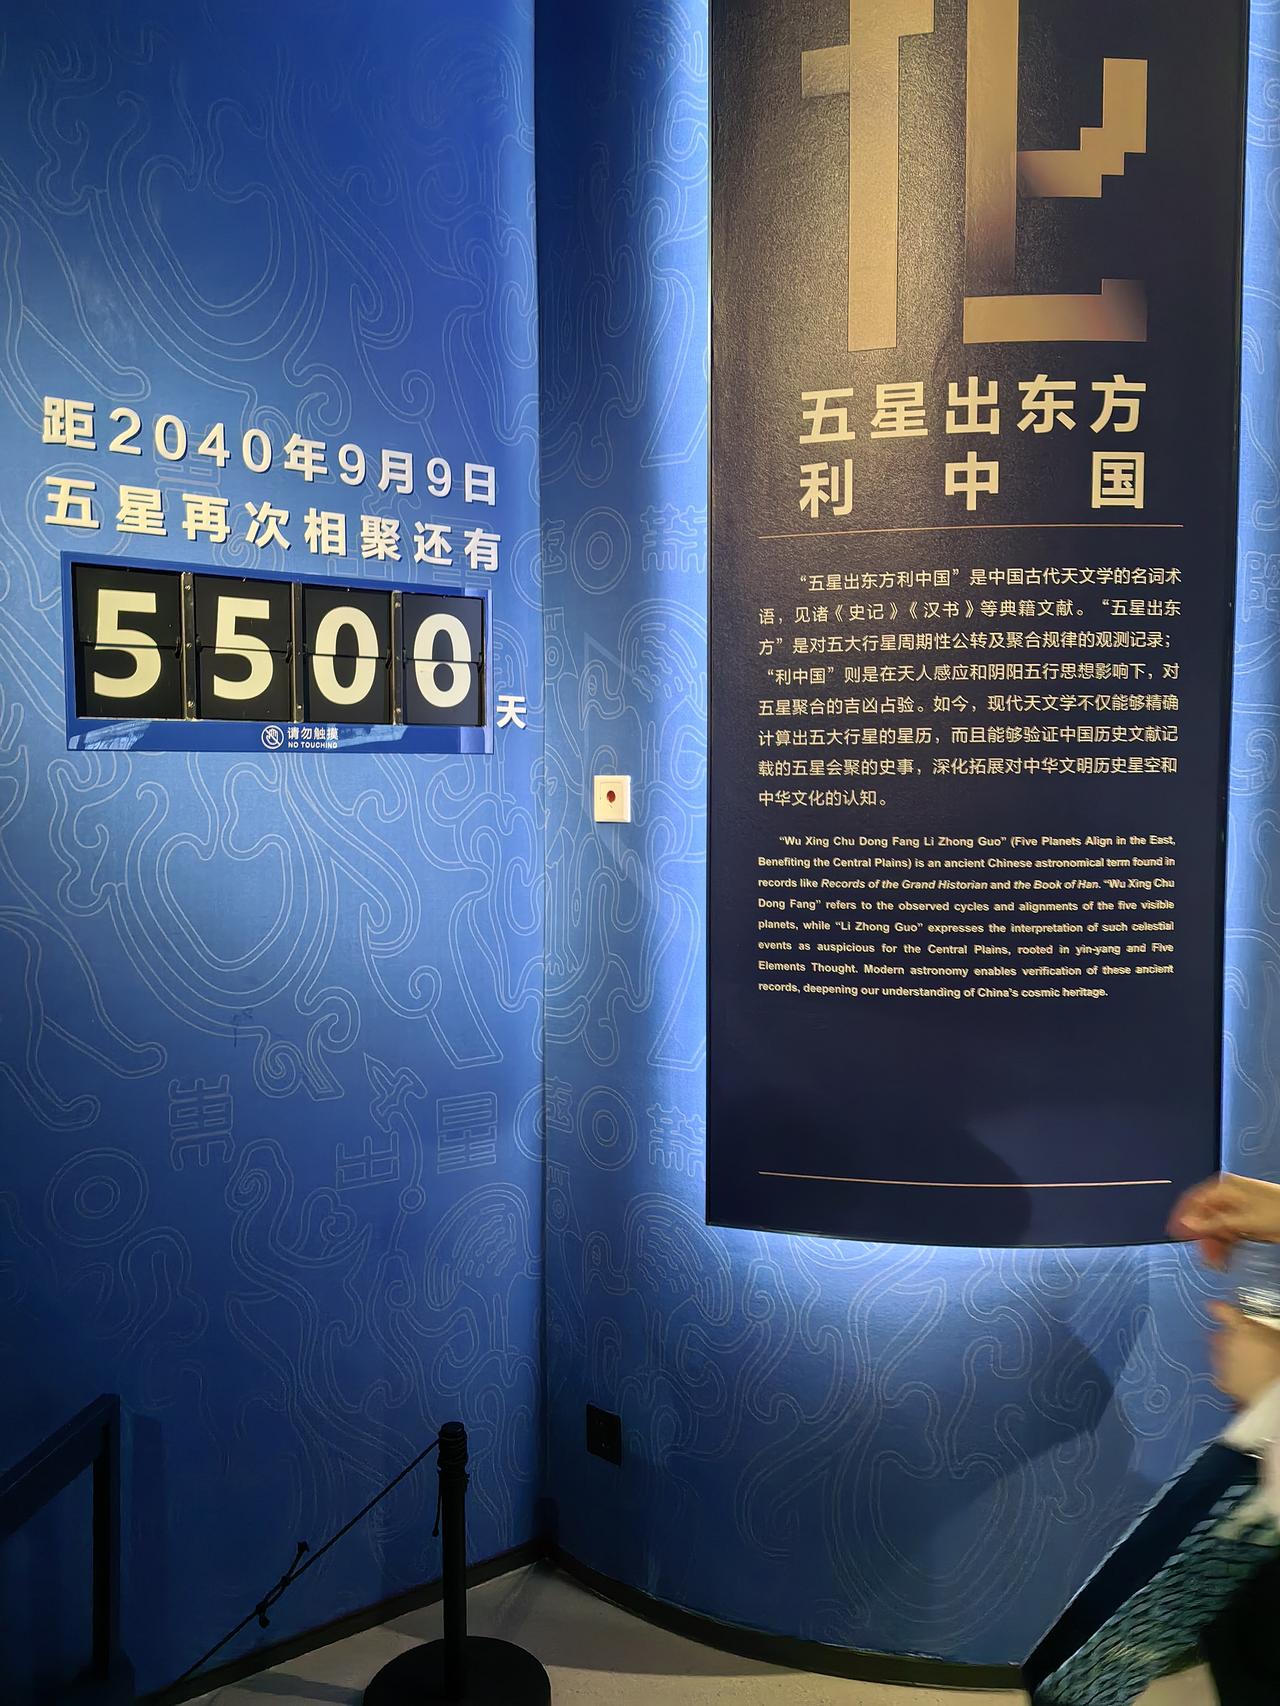 距2040年9月9日
五星再次相聚还有
5500
天
请勿触摸
NO TOUCHING
化
五星出东方
利中国
“五星出东方利中国”是中国古代天文学的名词术
语，见诸《史记》《汉书》等典籍文献。“五星出东
方”是对五大行星周期性公转及聚合规律的观测记录；
“利中国”则是在天人感应和阴阳五行思想影响下，对
五星聚合的吉凶占验。如今，现代天文学不仅能够精确
计算出五大行星的星历，而且能够验证中国历史文献记
载的五星会聚的史事，深化拓展对中华文明历史星空和
中华文化的认知。
“Wu Xing Chu Dong Fang Li Zhong Guo” (Five Planets Align in the East,
Benefiting the Central Plains) is an ancient Chinese astronomical term found in
records like Records of the Grand Historian and the Book of Han. “Wu Xing Chu
Dong Fang” refers to the observed cycles and alignments of the five visible
planets, while “Li Zhong Guo” expresses the interpretation of such celestial
events as auspicious for the Central Plains, rooted in yin-yang and Five
Elements Thought. Modern astronomy enables verification of these ancient
records, deepening our understanding of China’s cosmic heritage.